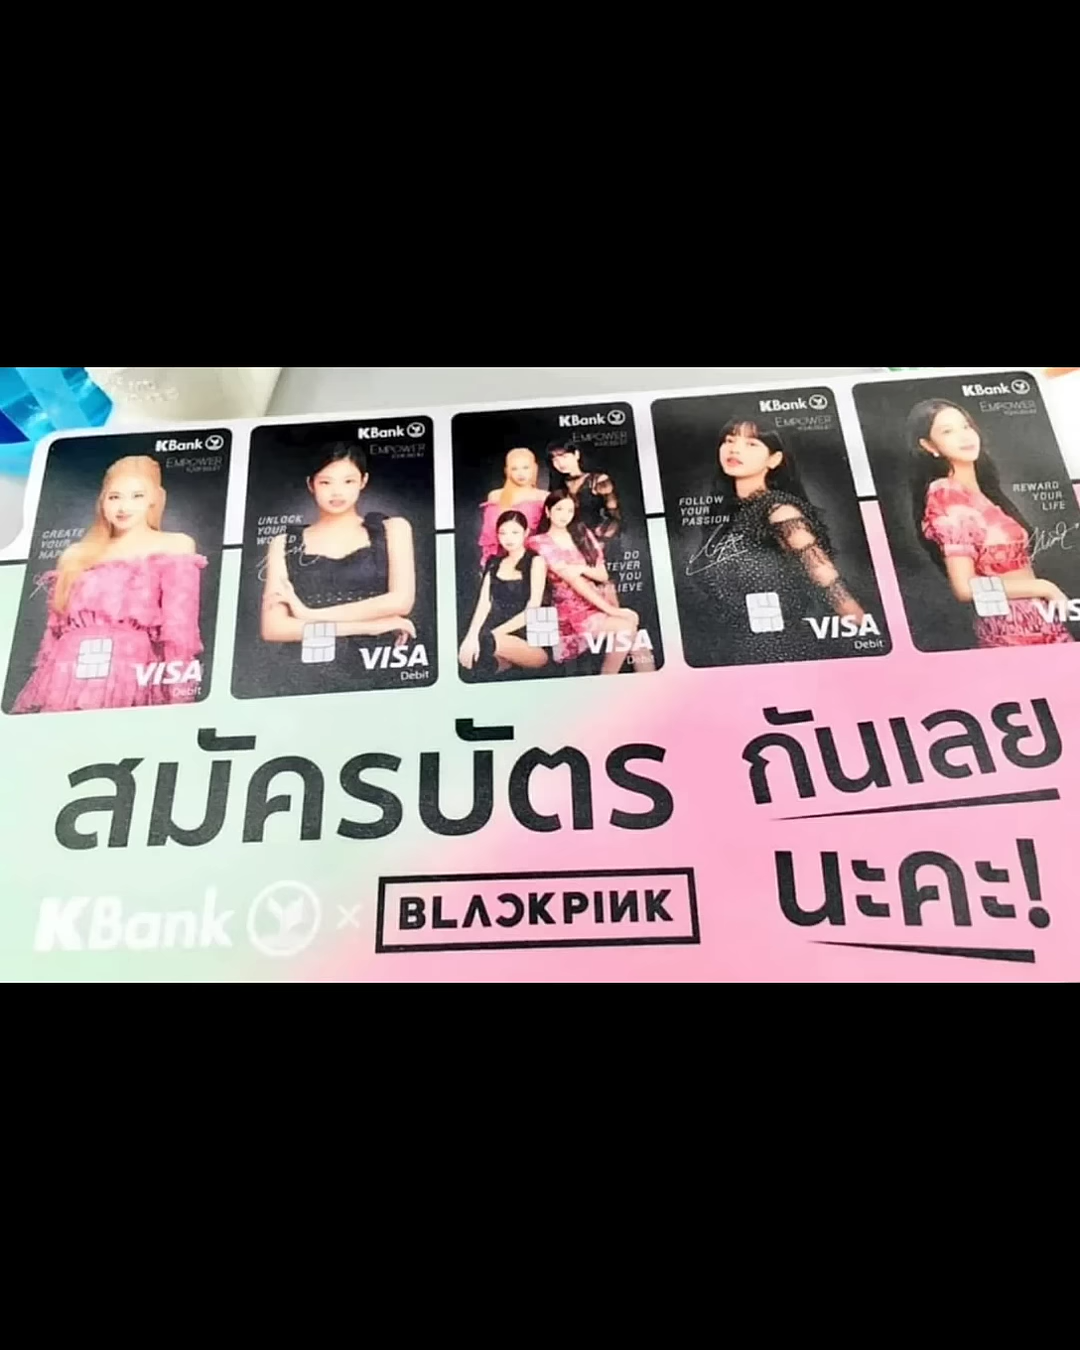 KBank
EMPOWER
CREATE
YOUR
VISA
Debit
KBank
EMPOWER
UNLOCK
YOUR
WORLD
VISA
Debit
KBank
EMPOWER
DO
YOU
VISA
Debit
KBank
EMPOWER
FOLLOW
YOUR
PASSION
VISA
Debit
KBank
EMPOWER
REWARD
YOUR
LIFE
สมัครบัตร กันเลย
นะคะ!
KBank × BLACKPINK